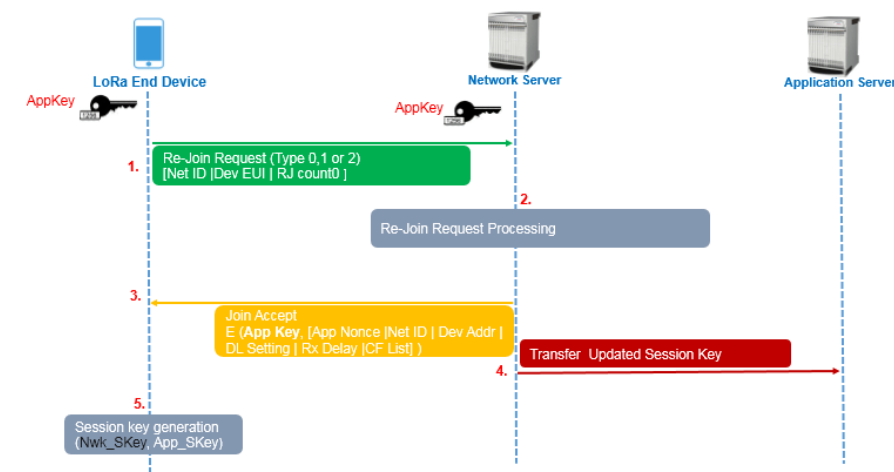 LoRa End Device
Network Server
Application Server
AppKey
AppKey
1.
Re-Join Request (Type 0,1 or 2)
[Net ID |Dev EUI | RJ count0 ]
2.
Re-Join Request Processing
3.
Join Accept
E (App Key, [App Nonce |Net ID | Dev Addr |
DL Setting | Rx Delay |CF List] )
Transfer Updated Session Key
4.
5.
Session key generation
(Nwk_SKey, App_SKey)